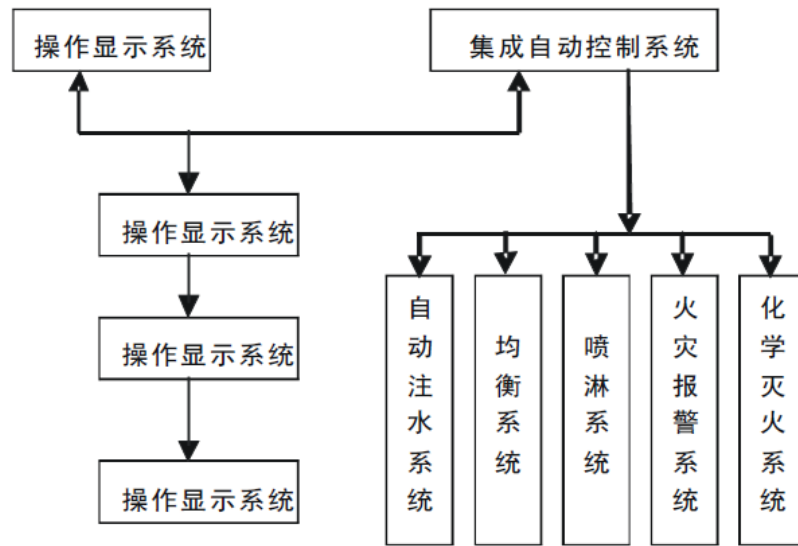 操作显示系统
集成自动控制系统
操作显示系统
操作显示系统
操作显示系统
自动注水系统
均衡系统
喷淋系统
火灾报警系统
化学灭火系统